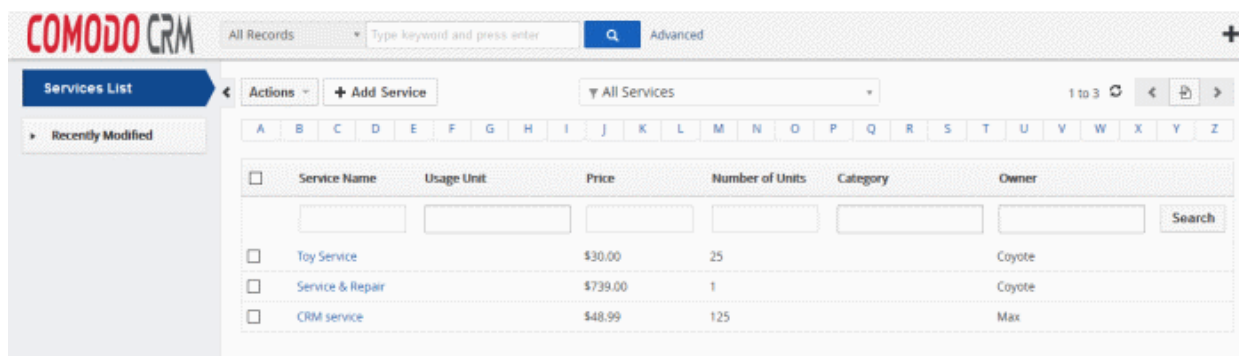 COMODO CRM All Records Type keyword and press enter Advanced
Services List Actions + Add Service All Services 1 to 3
Recently Modified A B C D E F G H I J K L M N O P Q R S T U V W X Y Z
Service Name Usage Unit Price Number of Units Category Owner
Search
Toy Service $30.00 25 Coyote
Service & Repair $739.00 1 Coyote
CRM service $48.99 125 Max